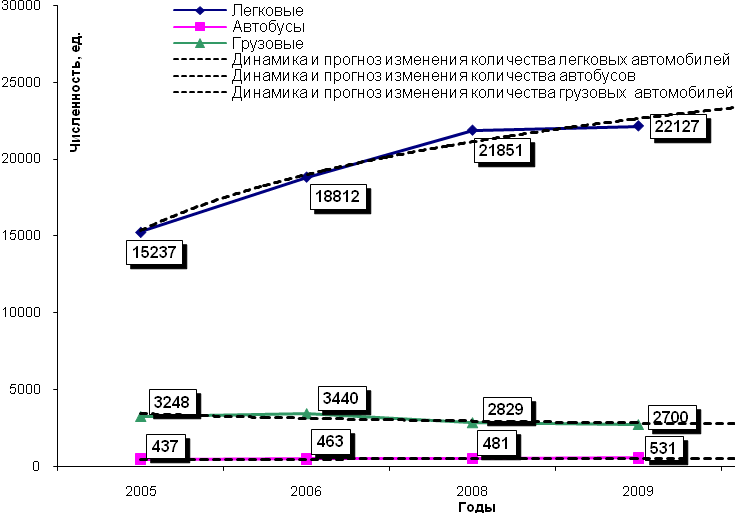 30000
25000
20000
15000
10000
5000
0
Численность, ед.
Легковые
Автобусы
Грузовые
Динамика и прогноз изменения количества легковых автомобилей
Динамика и прогноз изменения количества автобусов
Динамика и прогноз изменения количества грузовых автомобилей
15237
18812
21851
22127
3248
3440
2829
2700
437
463
481
531
2005
2006
2008
2009
Годы